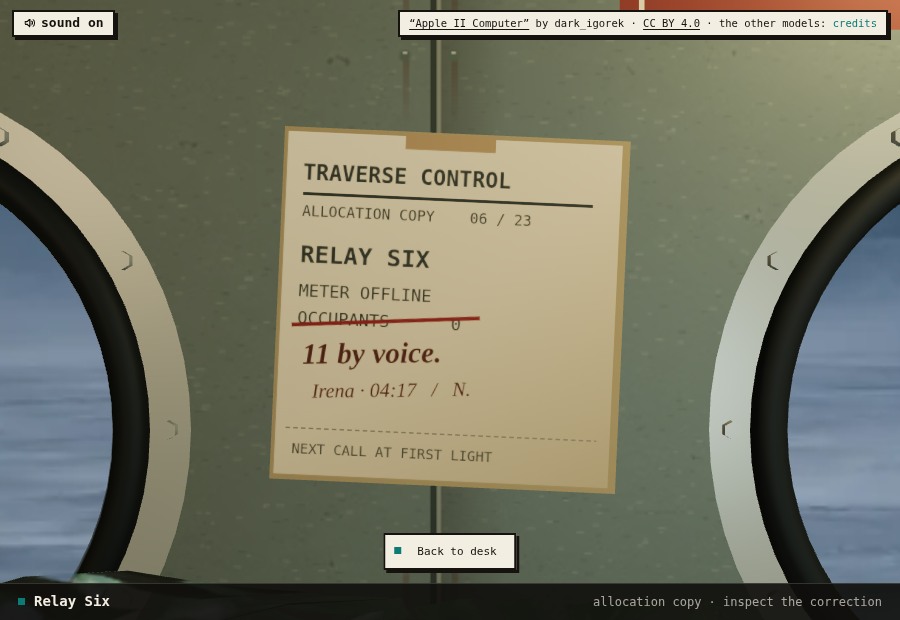 sound on
“Apple II Computer” by dark_igorek · CC BY 4.0 · the other models: credits
TRAVERSE CONTROL
ALLOCATION COPY 06 / 23
RELAY SIX
METER OFFLINE
OCCUPANTS 0
11 by voice.
Irena · 04:17 / N.
NEXT CALL AT FIRST LIGHT
Back to desk
Relay Six
allocation copy · inspect the correction